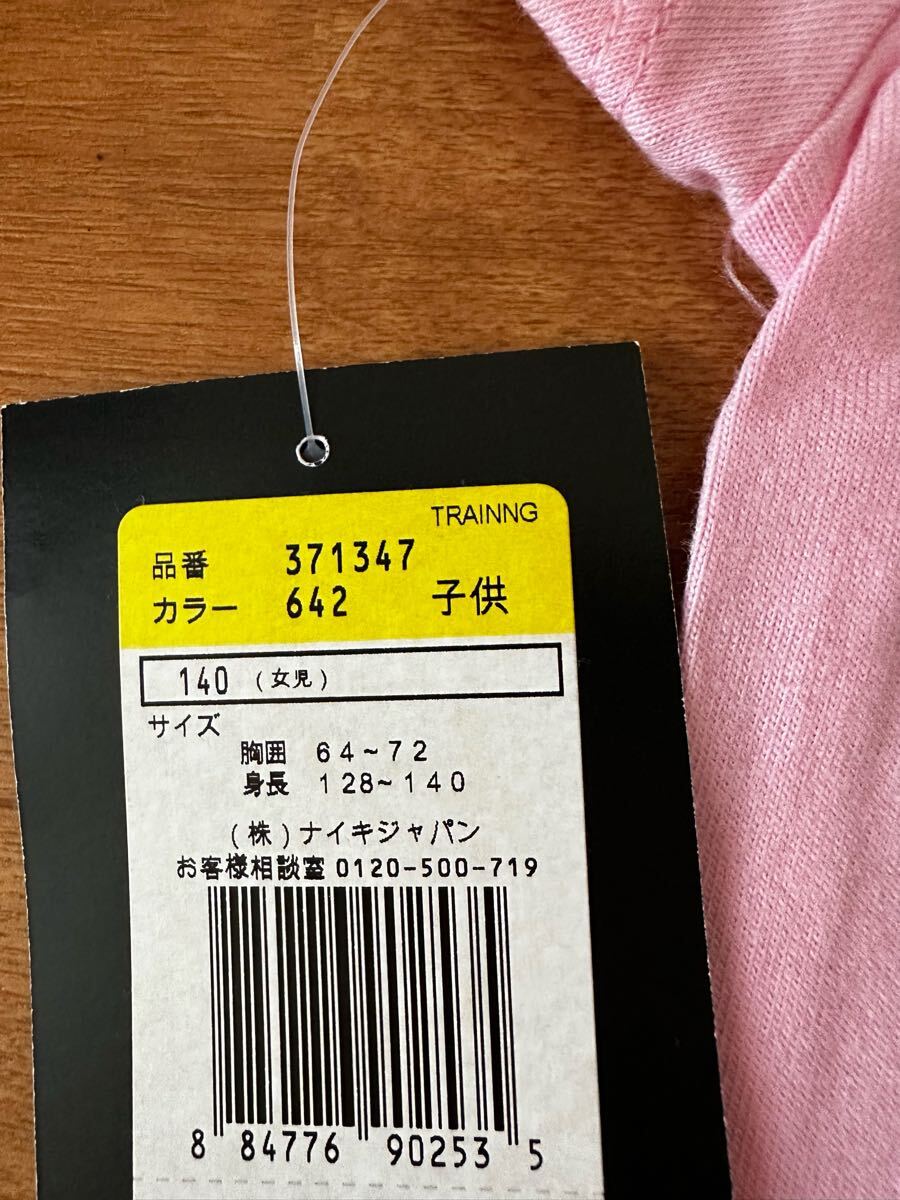 TRAINNG
品番 371347
カラー 642 子供
140 (女児)
サイズ
胸囲 64~72
身長 128~140
(株)ナイキジャパン
お客様相談室 0120-500-719
8 84776 90253 5